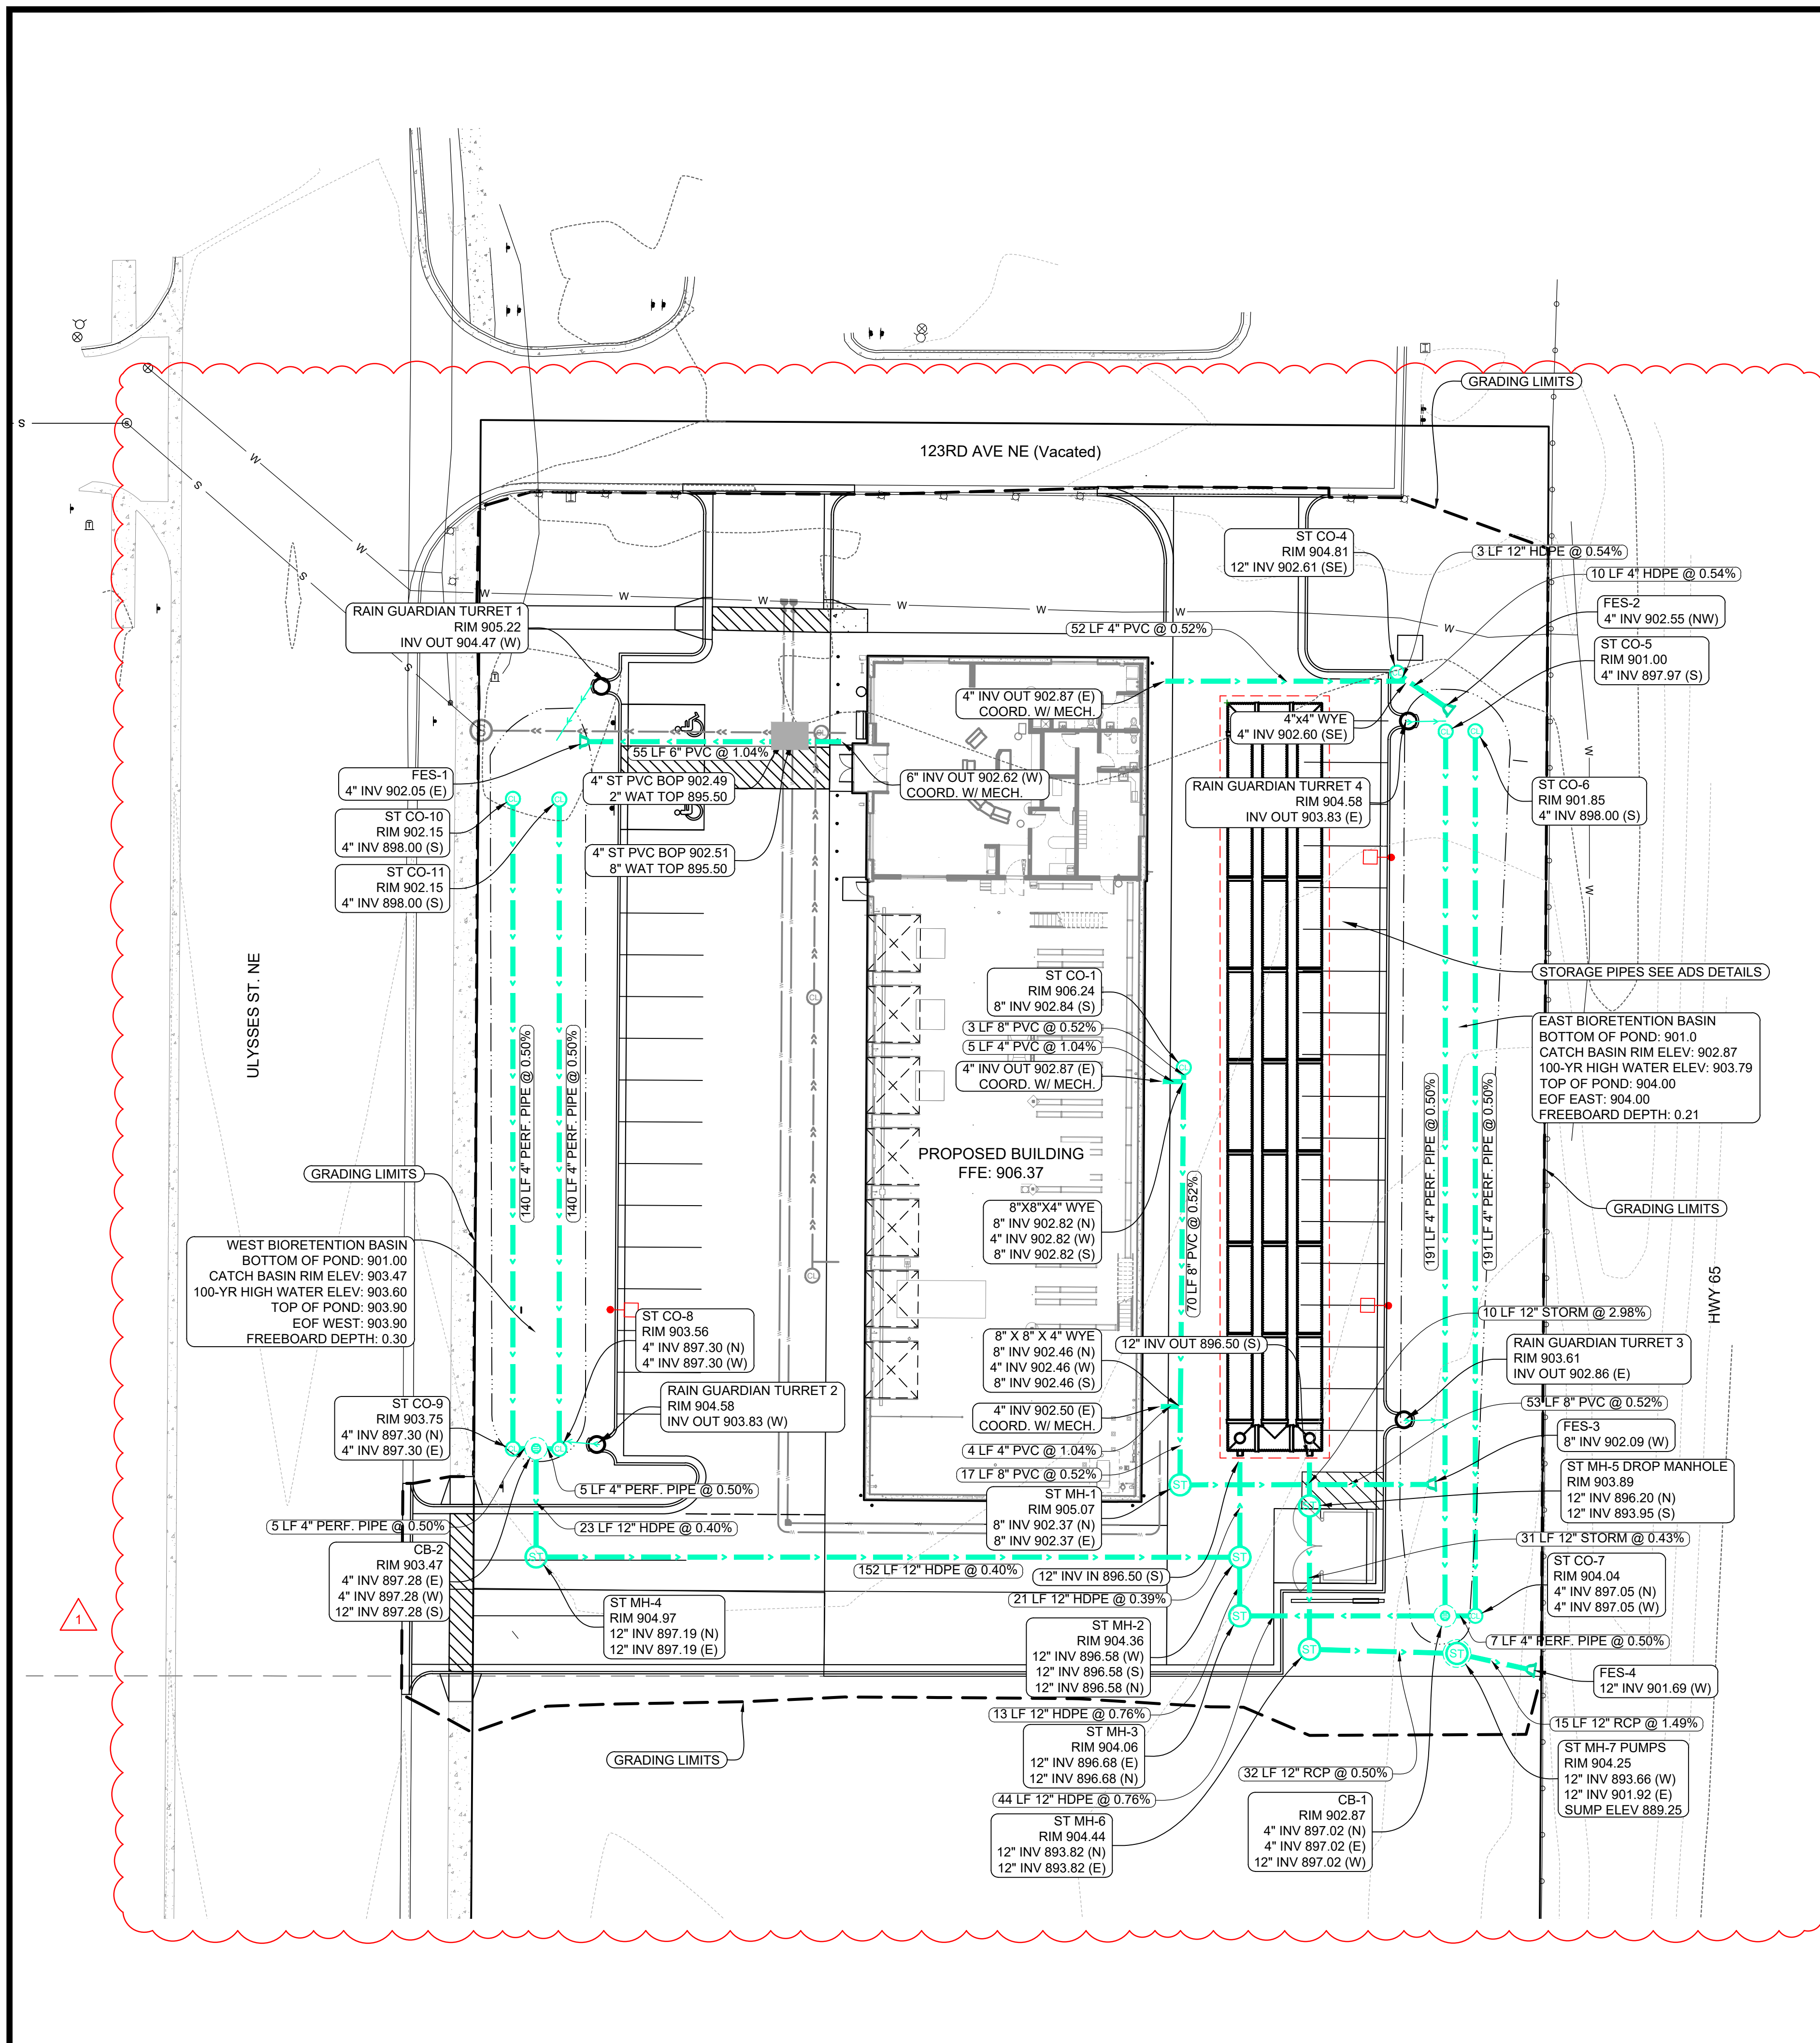 GRADING LIMITS
123RD AVE NE (Vacated)
S
W
S
W
S
W
S
W
W
W
W
W
W
W
W
ST CO-4
RIM 904.81
12" INV 902.61 (SE)
3 LF 12" HDPE @ 0.54%
10 LF 4" HDPE @ 0.54%
FES-2
4" INV 902.55 (NW)
ST CO-5
RIM 901.00
4" INV 897.97 (S)
RAIN GUARDIAN TURRET 1
RIM 905.22
INV OUT 904.47 (W)
52 LF 4" PVC @ 0.52%
4" INV OUT 902.87 (E)
COORD. W/ MECH.
4"x4" WYE
4" INV 902.60 (SE)
55 LF 6" PVC @ 1.04%
FES-1
4" INV 902.05 (E)
4" ST PVC BOP 902.49
2" WAT TOP 895.50
6" INV OUT 902.62 (W)
COORD. W/ MECH.
RAIN GUARDIAN TURRET 4
RIM 904.58
INV OUT 903.83 (E)
ST CO-6
RIM 901.85
4" INV 898.00 (S)
ST CO-10
RIM 902.15
4" INV 898.00 (S)
4" ST PVC BOP 902.51
8" WAT TOP 895.50
ST CO-11
RIM 902.15
4" INV 898.00 (S)
ULYSSES ST. NE
STORAGE PIPES SEE ADS DETAILS
ST CO-1
RIM 906.24
8" INV 902.84 (S)
3 LF 8" PVC @ 0.52%
5 LF 4" PVC @ 1.04%
4" INV OUT 902.87 (E)
COORD. W/ MECH.
EAST BIORETENTION BASIN
BOTTOM OF POND: 901.0
CATCH BASIN RIM ELEV: 902.87
100-YR HIGH WATER ELEV: 903.79
TOP OF POND: 904.00
EOF EAST: 904.00
FREEBOARD DEPTH: 0.21
140 LF 4" PERF. PIPE @ 0.50%
140 LF 4" PERF. PIPE @ 0.50%
191 LF 4" PERF. PIPE @ 0.50%
191 LF 4" PERF. PIPE @ 0.50%
PROPOSED BUILDING
FFE: 906.37
GRADING LIMITS
GRADING LIMITS
8"X8"X4" WYE
8" INV 902.82 (N)
4" INV 902.82 (W)
8" INV 902.82 (S)
70 LF 8" PVC @ 0.52%
WEST BIORETENTION BASIN
BOTTOM OF POND: 901.00
CATCH BASIN RIM ELEV: 903.47
100-YR HIGH WATER ELEV: 903.60
TOP OF POND: 903.90
EOF WEST: 903.90
FREEBOARD DEPTH: 0.30
HWY 65
ST CO-8
RIM 903.56
4" INV 897.30 (N)
4" INV 897.30 (W)
10 LF 12" STORM @ 2.98%
8" X 8" X 4" WYE
8" INV 902.46 (N)
4" INV 902.46 (W)
8" INV 902.46 (S)
12" INV OUT 896.50 (S)
RAIN GUARDIAN TURRET 3
RIM 903.61
INV OUT 902.86 (E)
RAIN GUARDIAN TURRET 2
RIM 904.58
INV OUT 903.83 (W)
ST CO-9
RIM 903.75
4" INV 897.30 (N)
4" INV 897.30 (E)
4" INV 902.50 (E)
COORD. W/ MECH.
53 LF 8" PVC @ 0.52%
FES-3
8" INV 902.09 (W)
4 LF 4" PVC @ 1.04%
17 LF 8" PVC @ 0.52%
ST MH-5 DROP MANHOLE
RIM 903.89
12" INV 896.20 (N)
12" INV 893.95 (S)
5 LF 4" PERF. PIPE @ 0.50%
ST MH-1
RIM 905.07
8" INV 902.37 (N)
8" INV 902.37 (E)
5 LF 4" PERF. PIPE @ 0.50%
23 LF 12" HDPE @ 0.40%
31 LF 12" STORM @ 0.43%
CB-2
RIM 903.47
4" INV 897.28 (E)
4" INV 897.28 (W)
12" INV 897.28 (S)
152 LF 12" HDPE @ 0.40%
12" INV IN 896.50 (S)
21 LF 12" HDPE @ 0.39%
ST CO-7
RIM 904.04
4" INV 897.05 (N)
4" INV 897.05 (W)
1
ST MH-4
RIM 904.97
12" INV 897.19 (N)
12" INV 897.19 (E)
ST MH-2
RIM 904.36
12" INV 896.58 (W)
12" INV 896.58 (S)
12" INV 896.58 (N)
7 LF 4" PERF. PIPE @ 0.50%
FES-4
12" INV 901.69 (W)
13 LF 12" HDPE @ 0.76%
15 LF 12" RCP @ 1.49%
GRADING LIMITS
ST MH-3
RIM 904.06
12" INV 896.68 (E)
12" INV 896.68 (N)
32 LF 12" RCP @ 0.50%
ST MH-7 PUMPS
RIM 904.25
12" INV 893.66 (W)
12" INV 901.92 (E)
SUMP ELEV 889.25
44 LF 12" HDPE @ 0.76%
CB-1
RIM 902.87
4" INV 897.02 (N)
4" INV 897.02 (E)
12" INV 897.02 (W)
ST MH-6
RIM 904.44
12" INV 893.82 (N)
12" INV 893.82 (E)
ST
ST
ST
ST
ST
ST
ST
CL
CL
CL
CL
CL
CL
CL